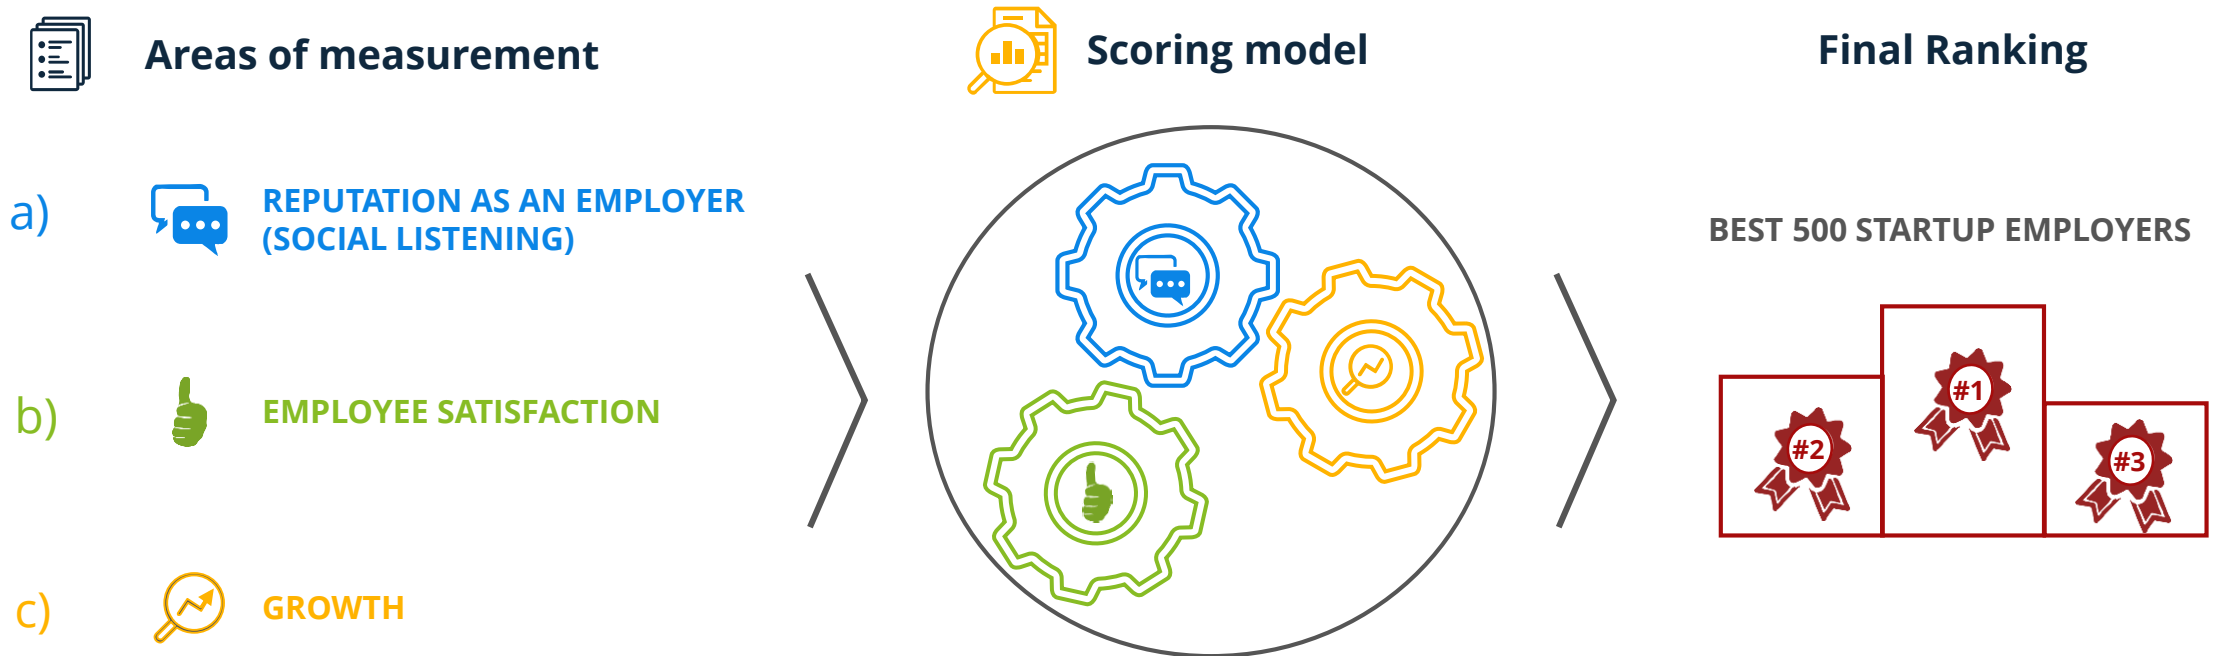 Areas of measurement
a)
REPUTATION AS AN EMPLOYER
(SOCIAL LISTENING)
b)
EMPLOYEE SATISFACTION
c)
GROWTH
Scoring model
Final Ranking
BEST 500 STARTUP EMPLOYERS
#1
#2
#3